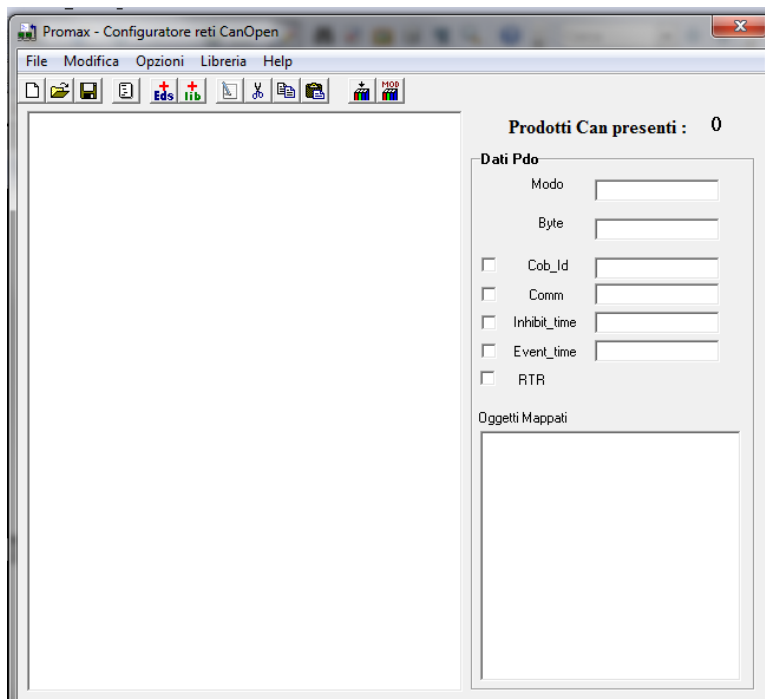 Promax - Configuratore reti CanOpen
File Modifica Opzioni Libreria Help
Eds lib MOD
Prodotti Can presenti : 0
Dati Pdo
Modo
Byte
Cob_Id
Comm
Inhibit_time
Event_time
RTR
Oggetti Mappati